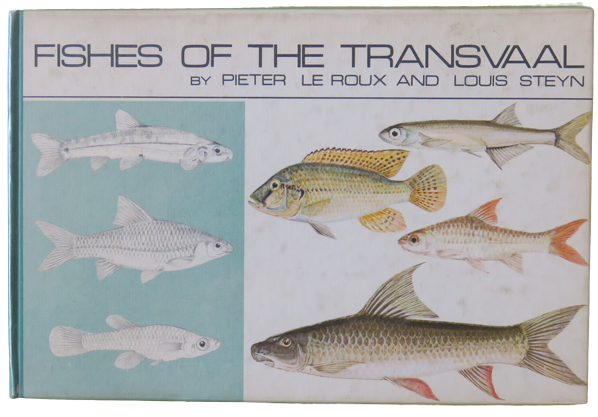 FISHES OF THE TRANSVAAL
BY PIETER LE ROUX AND LOUIS STEYN